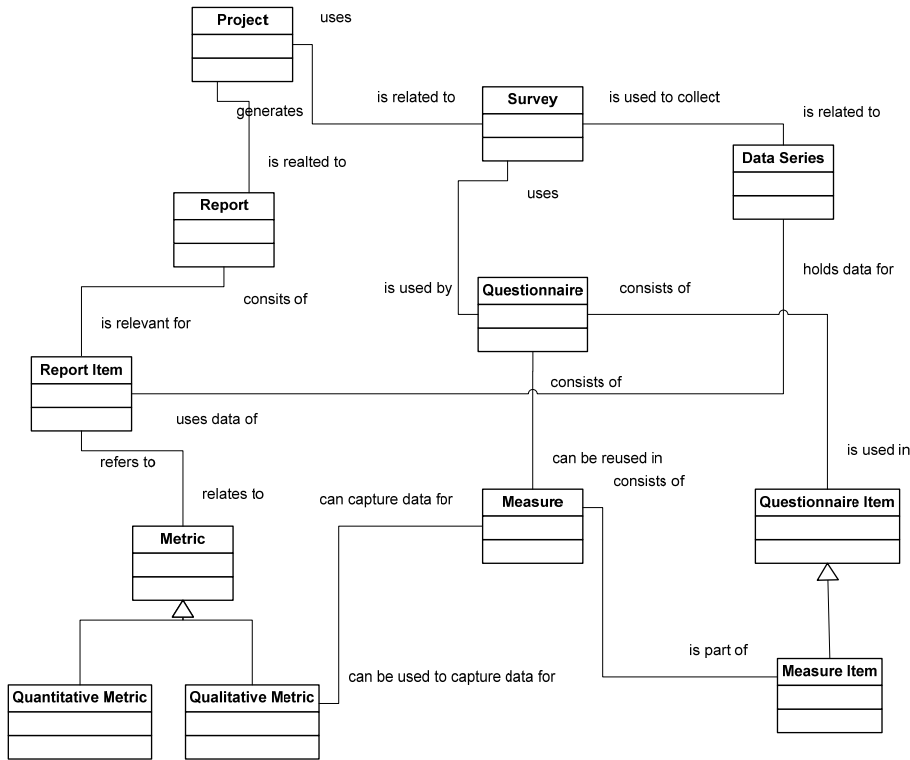 Project
uses
generates
is related to
Survey
is used to collect
is related to
Data Series
is realted to
Report
uses
holds data for
consits of
is used by
Questionnaire
consists of
is relevant for
Report Item
consists of
uses data of
refers to
can be reused in
is used in
relates to
can capture data for
consists of
Measure
Questionnaire Item
Metric
is part of
can be used to capture data for
Measure Item
Quantitative Metric
Qualitative Metric